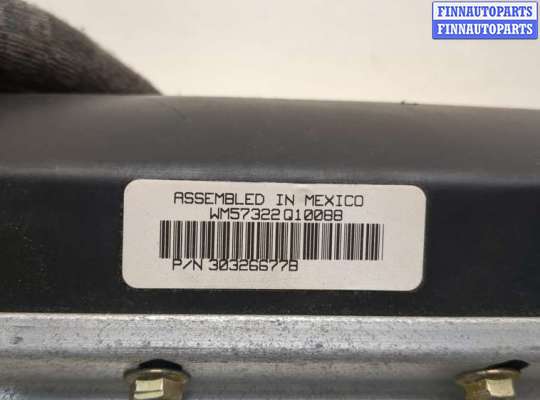 FINNAUTOPARTS
FINNAUTOPARTS
ASSEMBLED IN MEXICO
WM57322Q10088
P/N 30326677B